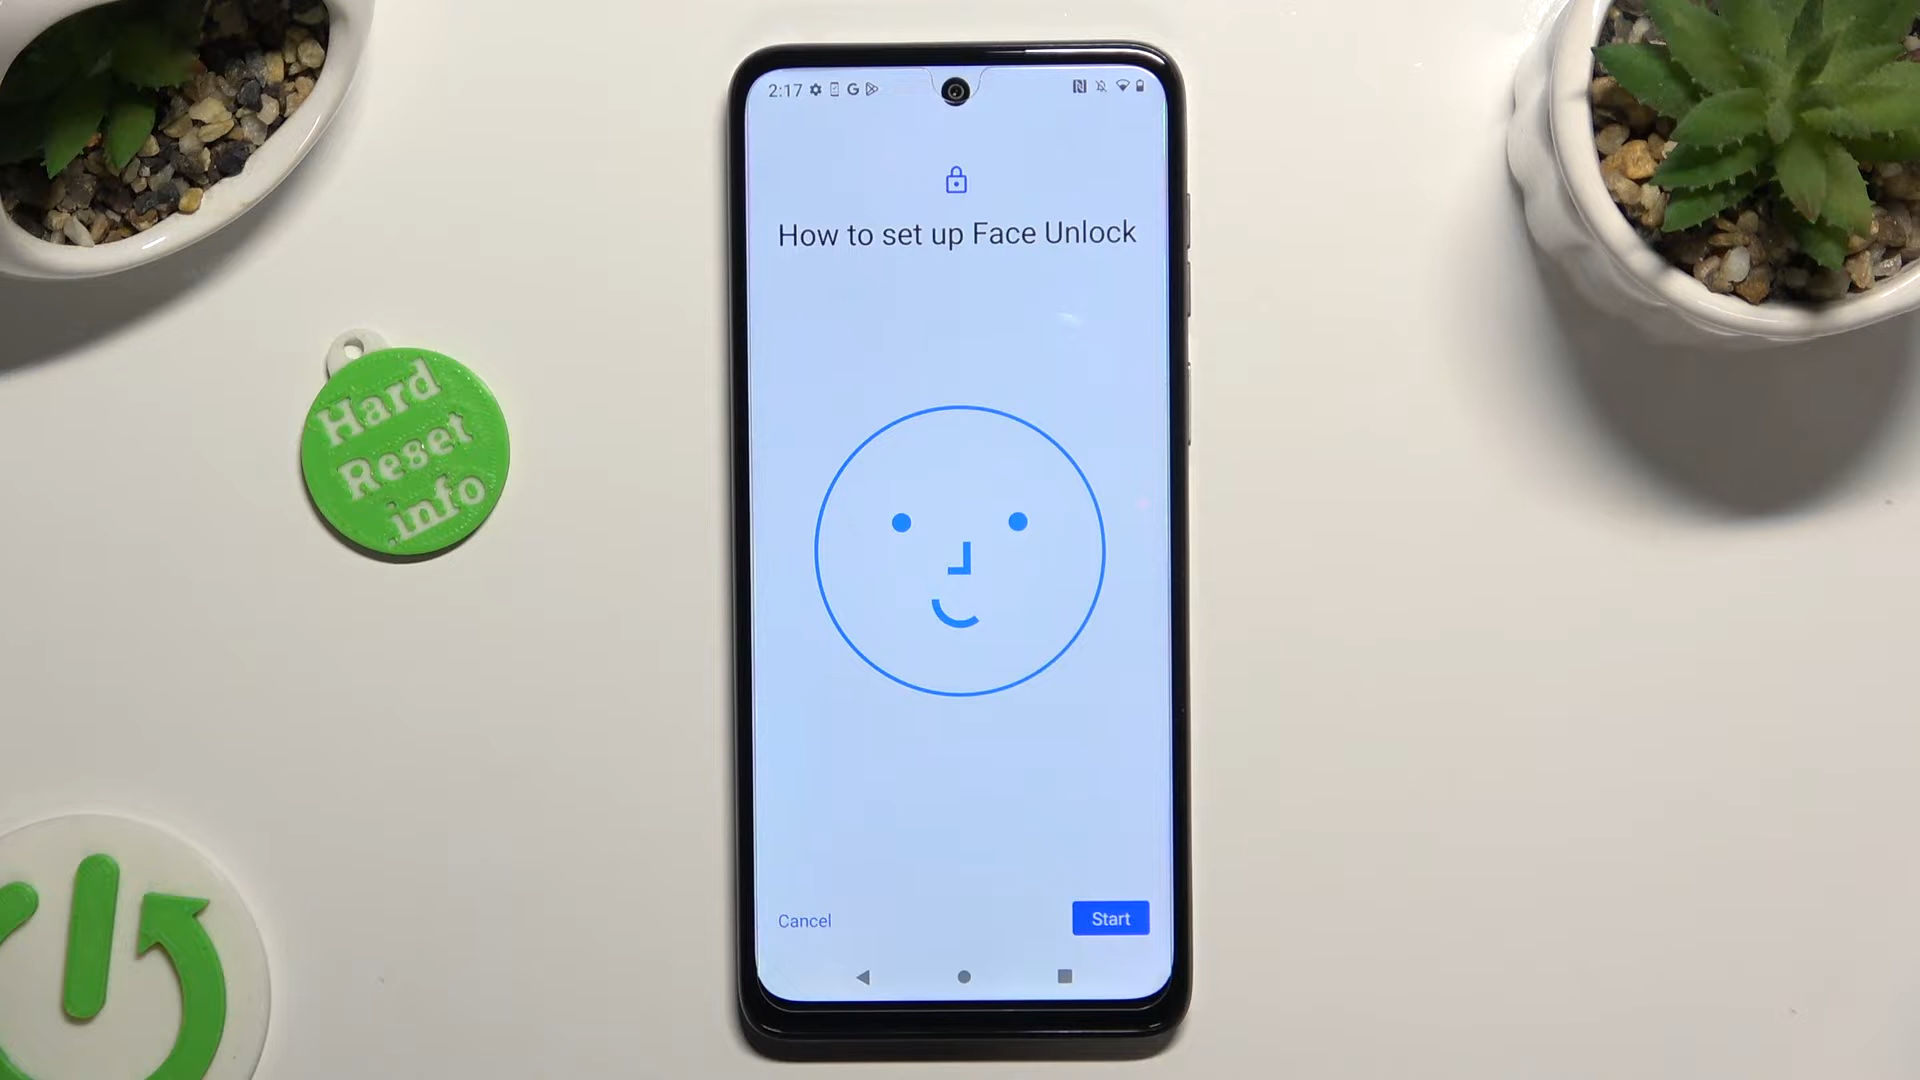 2:17
How to set up Face Unlock
Hard
Reset
.info
Cancel
Start